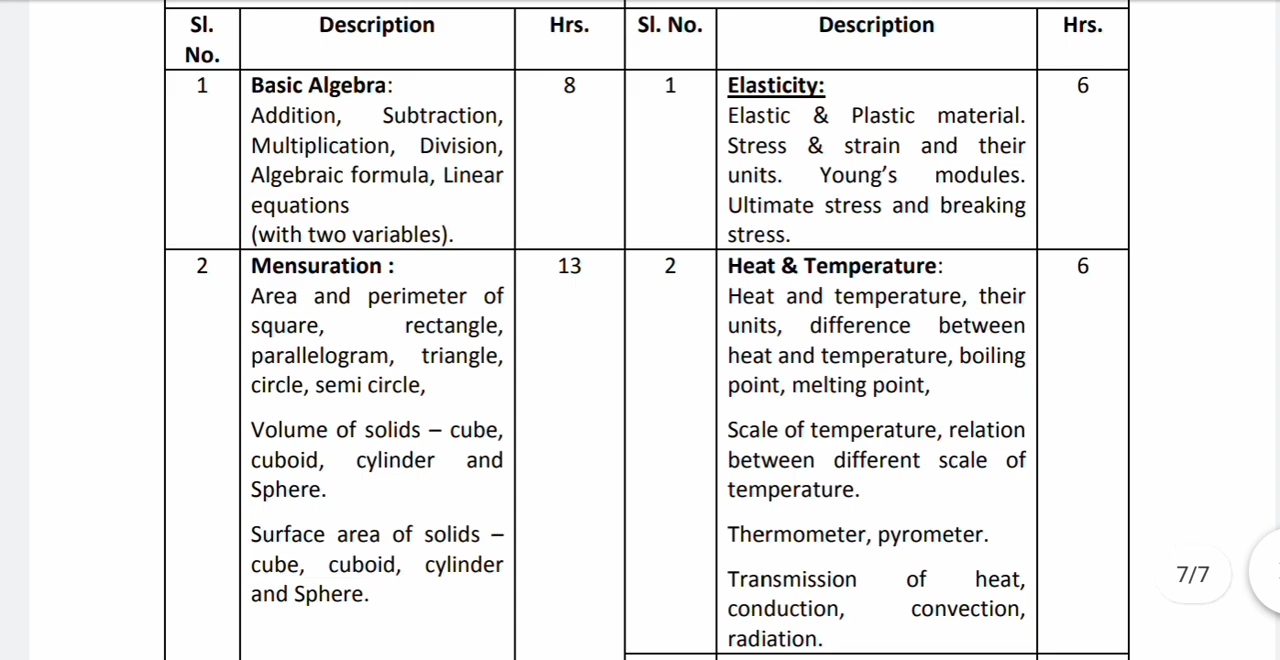 Sl. No.
Description
Hrs.
Sl. No.
Description
Hrs.
1
Basic Algebra:
Addition, Subtraction,
Multiplication, Division,
Algebraic formula, Linear
equations
(with two variables).
8
1
Elasticity:
Elastic & Plastic material.
Stress & strain and their
units. Young’s modules.
Ultimate stress and breaking
stress.
6
2
Mensuration :
Area and perimeter of
square, rectangle,
parallelogram, triangle,
circle, semi circle,
Volume of solids – cube,
cuboid, cylinder and
Sphere.
Surface area of solids –
cube, cuboid, cylinder
and Sphere.
13
2
Heat & Temperature:
Heat and temperature, their
units, difference between
heat and temperature, boiling
point, melting point,
Scale of temperature, relation
between different scale of
temperature.
Thermometer, pyrometer.
Transmission of heat,
conduction, convection,
radiation.
6
7/7